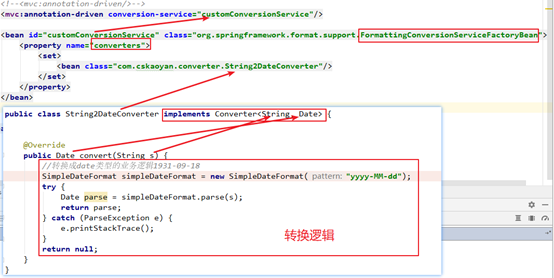 <!--<mvc:annotation-driven/>-->
<mvc:annotation-driven conversion-service="customConversionService"/>
<bean id="customConversionService" class="org.springframework.format.support.FormattingConversionServiceFactoryBean">
<property name="converters">
<set>
<bean class="com.cskaoyan.converter.String2DateConverter"/>
</set>
</property>
</bean>
public class String2DateConverter implements Converter<String, Date> {
@Override
public Date convert(String s) {
//转换成date类型的业务逻辑1931-09-18
SimpleDateFormat simpleDateFormat = new SimpleDateFormat( pattern: "yyyy-MM-dd");
try {
Date parse = simpleDateFormat.parse(s);
return parse;
} catch (ParseException e) {
e.printStackTrace();
}
转换逻辑
return null;
}
}